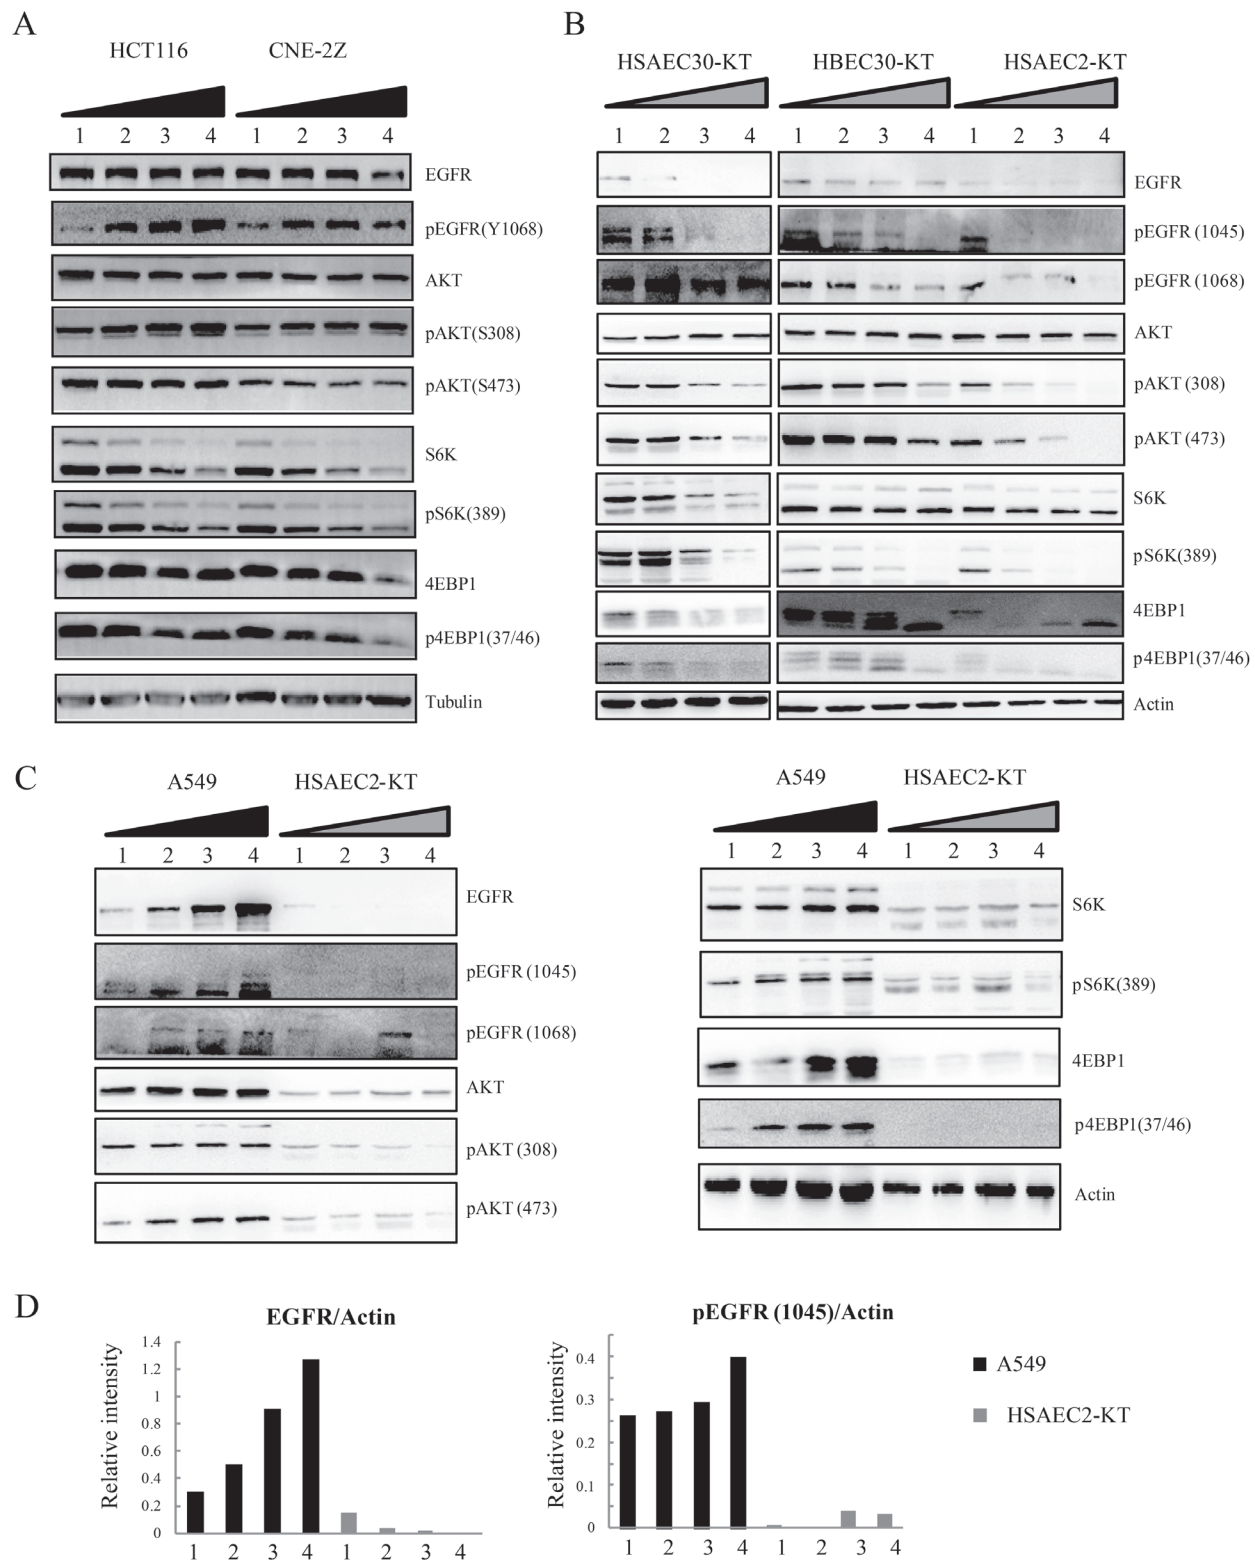 A
HCT116 CNE-2Z
1 2 3 4 1 2 3 4
EGFR
pEGFR(Y1068)
AKT
pAKT(S308)
pAKT(S473)
S6K
pS6K(389)
4EBP1
p4EBP1(37/46)
Tubulin
B
HSAEC30-KT HBEC30-KT HSAEC2-KT
1 2 3 4 1 2 3 4 1 2 3 4
EGFR
pEGFR (1045)
pEGFR (1068)
AKT
pAKT (308)
pAKT (473)
S6K
pS6K(389)
4EBP1
p4EBP1(37/46)
Actin
C
A549 HSAEC2-KT
1 2 3 4 1 2 3 4
EGFR
pEGFR (1045)
pEGFR (1068)
AKT
pAKT (308)
pAKT (473)
A549 HSAEC2-KT
1 2 3 4 1 2 3 4
S6K
pS6K(389)
4EBP1
p4EBP1(37/46)
Actin
D
EGFR/Actin
Relative intensity
1.4
1.2
1
0.8
0.6
0.4
0.2
0
1 2 3 4 1 2 3 4
pEGFR (1045)/Actin
Relative intensity
0.4
0.3
0.2
0.1
0
1 2 3 4 1 2 3 4
A549
HSAEC2-KT